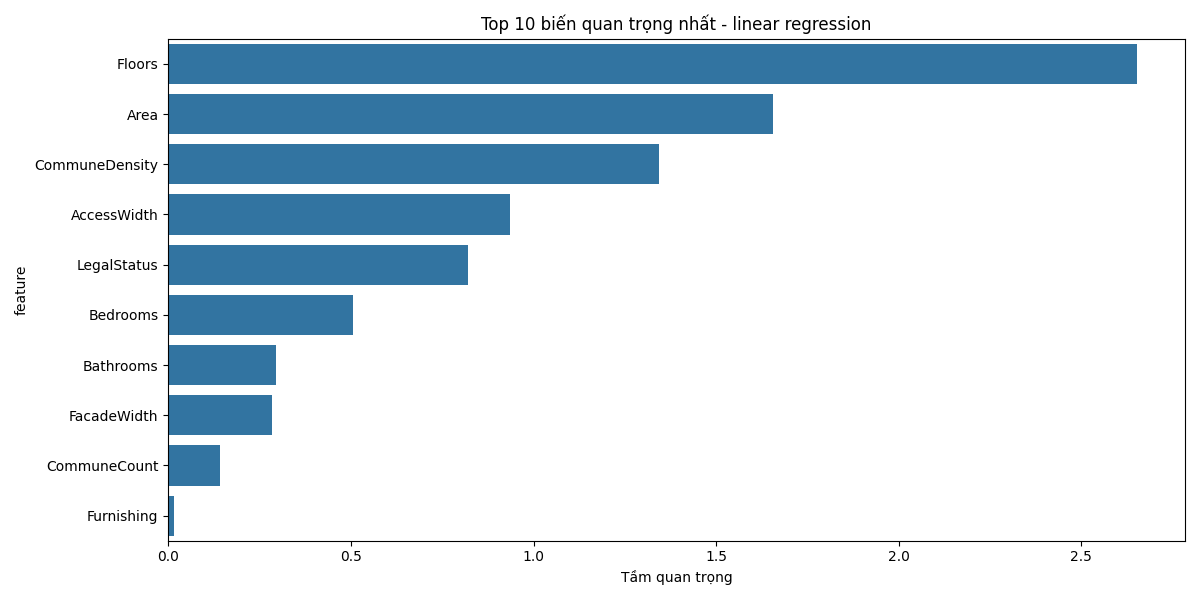 Top 10 biến quan trọng nhất - linear regression
feature
Floors
Area
CommuneDensity
AccessWidth
LegalStatus
Bedrooms
Bathrooms
FacadeWidth
CommuneCount
Furnishing
0.0 0.5 1.0 1.5 2.0 2.5
Tầm quan trọng